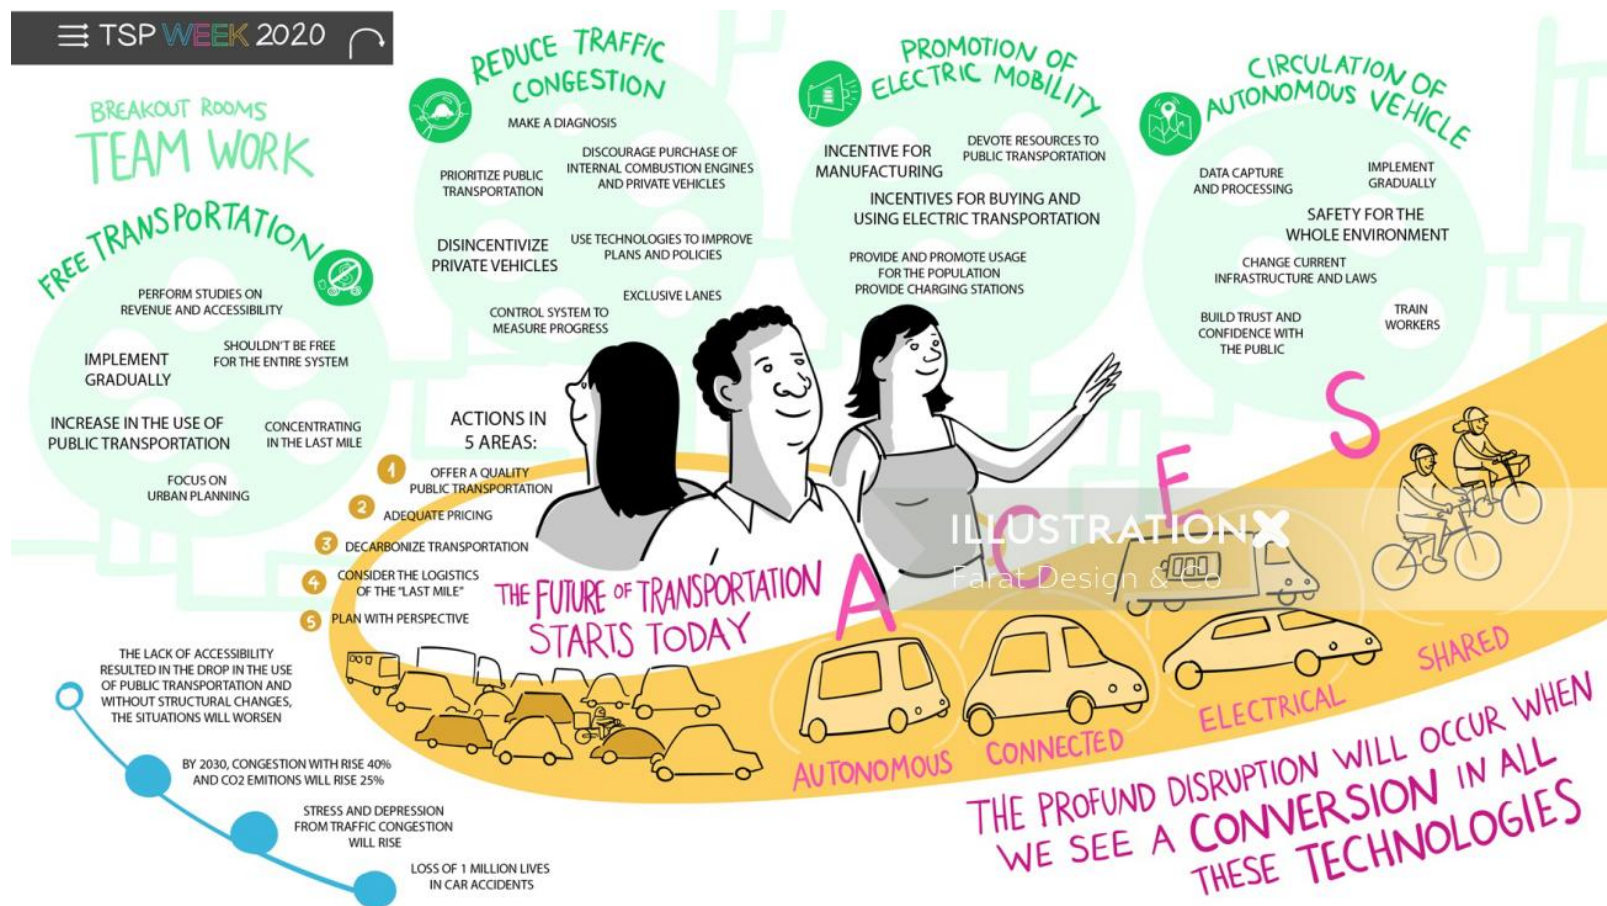 TSP WEEK 2020
BREAKOUT ROOMS
TEAM WORK
FREE TRANSPORTATION
PERFORM STUDIES ON
REVENUE AND ACCESSIBILITY
SHOULDN'T BE FREE
FOR THE ENTIRE SYSTEM
IMPLEMENT
GRADUALLY
INCREASE IN THE USE OF
PUBLIC TRANSPORTATION
CONCENTRATING
IN THE LAST MILE
FOCUS ON
URBAN PLANNING
REDUCE TRAFFIC
CONGESTION
MAKE A DIAGNOSIS
DISCOURAGE PURCHASE OF
INTERNAL COMBUSTION ENGINES
AND PRIVATE VEHICLES
PRIORITIZE PUBLIC
TRANSPORTATION
DISINCENTIVIZE
PRIVATE VEHICLES
USE TECHNOLOGIES TO IMPROVE
PLANS AND POLICIES
EXCLUSIVE LANES
CONTROL SYSTEM TO
MEASURE PROGRESS
PROMOTION OF
ELECTRIC MOBILITY
DEVOTE RESOURCES TO
PUBLIC TRANSPORTATION
INCENTIVE FOR
MANUFACTURING
INCENTIVES FOR BUYING AND
USING ELECTRIC TRANSPORTATION
PROVIDE AND PROMOTE USAGE
FOR THE POPULATION
PROVIDE CHARGING STATIONS
CIRCULATION OF
AUTONOMOUS VEHICLE
DATA CAPTURE
AND PROCESSING
IMPLEMENT
GRADUALLY
SAFETY FOR THE
WHOLE ENVIRONMENT
CHANGE CURRENT
INFRASTRUCTURE AND LAWS
BUILD TRUST AND
CONFIDENCE WITH
THE PUBLIC
TRAIN
WORKERS
ACTIONS IN
5 AREAS:
1 OFFER A QUALITY
PUBLIC TRANSPORTATION
2 ADEQUATE PRICING
3 DECARBONIZE TRANSPORTATION
4 CONSIDER THE LOGISTICS
OF THE "LAST MILE"
5 PLAN WITH PERSPECTIVE
THE FUTURE OF TRANSPORTATION
STARTS TODAY
A C E S
ILLUSTRATIONX
Farat Design & Co
AUTONOMOUS
CONNECTED
ELECTRICAL
SHARED
THE LACK OF ACCESSIBILITY
RESULTED IN THE DROP IN THE USE
OF PUBLIC TRANSPORTATION AND
WITHOUT STRUCTURAL CHANGES,
THE SITUATIONS WILL WORSEN
BY 2030, CONGESTION WITH RISE 40%
AND CO2 EMITIONS WILL RISE 25%
STRESS AND DEPRESSION
FROM TRAFFIC CONGESTION
WILL RISE
LOSS OF 1 MILLION LIVES
IN CAR ACCIDENTS
THE PROFUND DISRUPTION WILL OCCUR WHEN
WE SEE A CONVERSION IN ALL
THESE TECHNOLOGIES